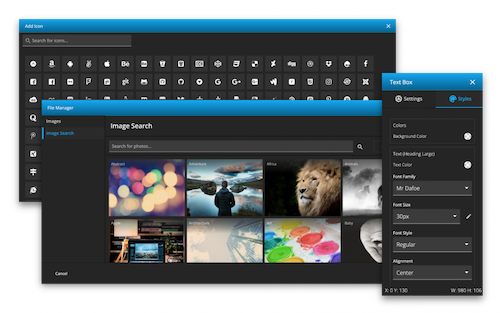 Add Icon
Search for icons...
File Manager
Images
Image Search
Image Search
Search for photos...
Abstract
Adventure
Africa
Animals
Architecture
Art
Baby
Cancel
Text Box
Settings
Styles
Colors
Background Color
Text (Heading Large)
Text Color
Font Family
Mr Dafoe
Font Size
30px
Font Style
Regular
Alignment
Center
X: 0 Y: 130
W: 980 H: 106